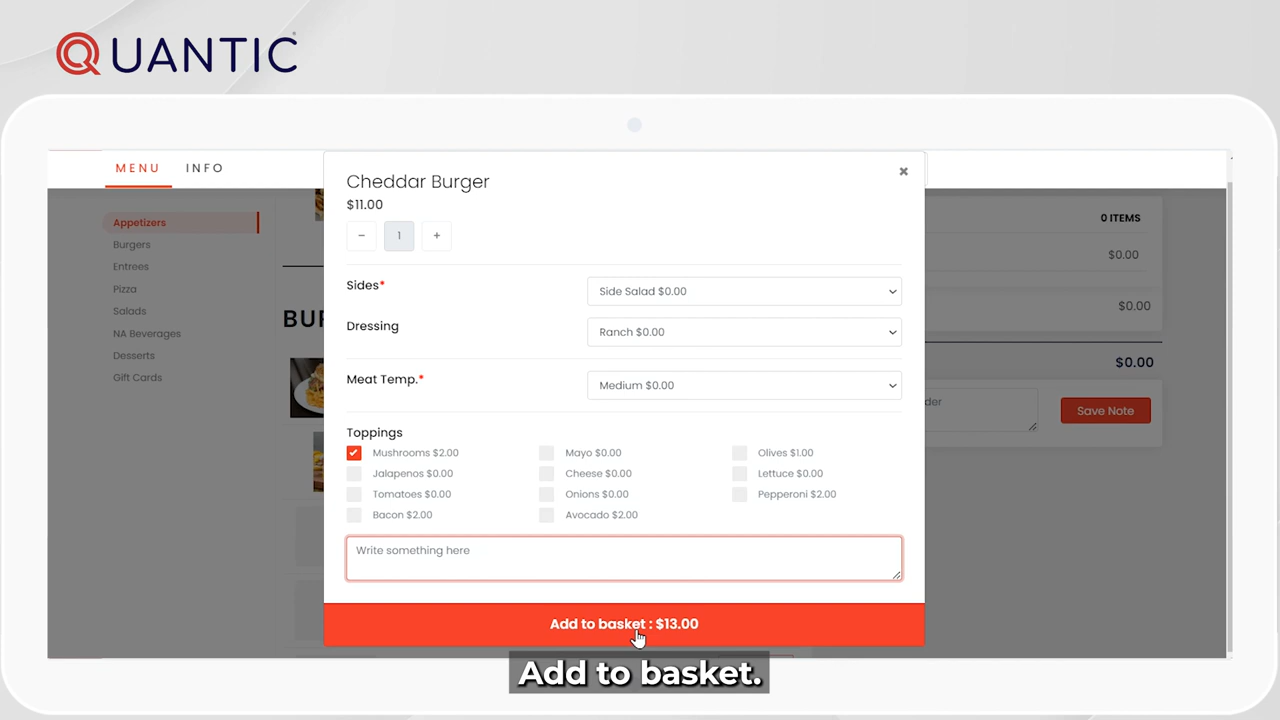 QUANTIC
MENU INFO
Cheddar Burger
$11.00
1
Appetizers
Burgers
Entrees
Pizza
Salads
NA Beverages
Desserts
Gift Cards
BUR
Sides*
Side Salad $0.00
Dressing
Ranch $0.00
Meat Temp.*
Medium $0.00
Toppings
Mushrooms $2.00 Mayo $0.00 Olives $1.00
Jalapenos $0.00 Cheese $0.00 Lettuce $0.00
Tomatoes $0.00 Onions $0.00 Pepperoni $2.00
Bacon $2.00 Avocado $2.00
Write something here
Add to basket : $13.00
0 ITEMS
$0.00
$0.00
$0.00
der
Save Note
Add to basket.